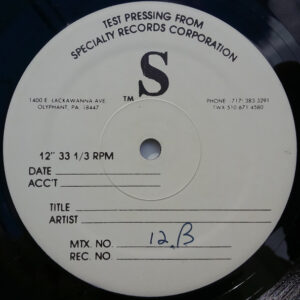 TEST PRESSING FROM
SPECIALTY RECORDS CORPORATION
S
TM
1400 E. LACKAWANNA AVE.
OLYPHANT, PA. 18447
PHONE (717) 383-3291
TWX 510 671 4580
12" 33 1/3 RPM
DATE
ACC'T
TITLE
ARTIST
MTX. NO. 12.B
REC. NO.